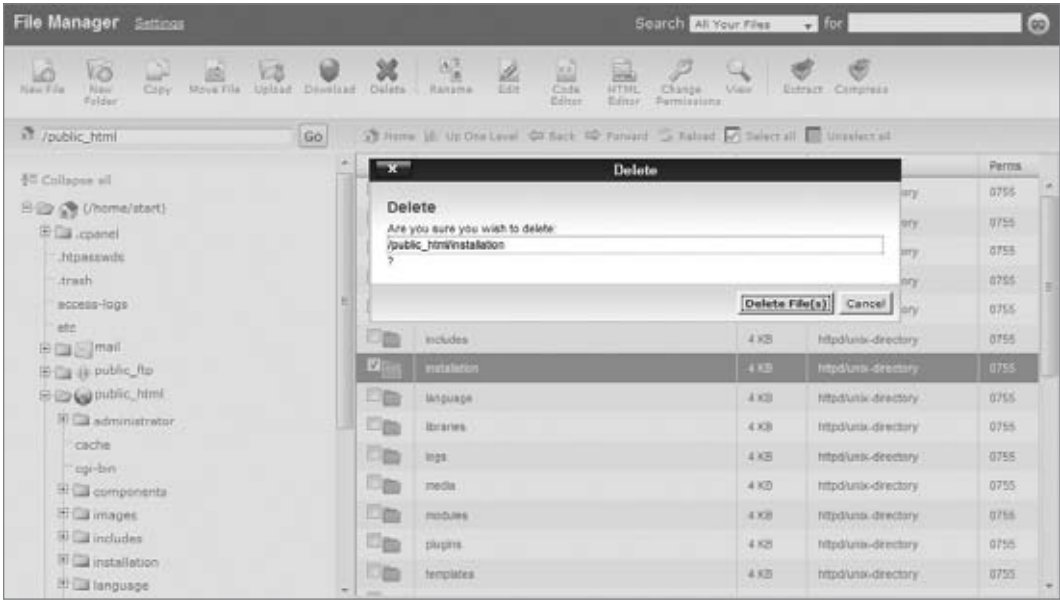 File Manager Settings Search All Your Files for
New File New Folder Copy Move File Upload Download Delete Rename Edit Code Editor HTML Editor Change Permissions View Extract Compress
/public_html Go Home Up One Level Back Forward Reload Select all Unselect all
Collapse all
(/home/start)
.cpanel
.htpasswds
.trash
access-logs
etc
mail
public_ftp
public_html
administrator
cache
cgi-bin
components
images
includes
installation
language
Perms
0755
0755
0755
0755
0755
Delete
Delete
Are you sure you wish to delete:
/public_html/installation
?
Delete File(s) Cancel
includes 4 KB httpd/unix-directory 0755
installation 4 KB httpd/unix-directory 0755
language 4 KB httpd/unix-directory 0755
libraries 4 KB httpd/unix-directory 0755
logs 4 KB httpd/unix-directory 0755
media 4 KB httpd/unix-directory 0755
modules 4 KB httpd/unix-directory 0755
plugins 4 KB httpd/unix-directory 0755
templates 4 KB httpd/unix-directory 0755